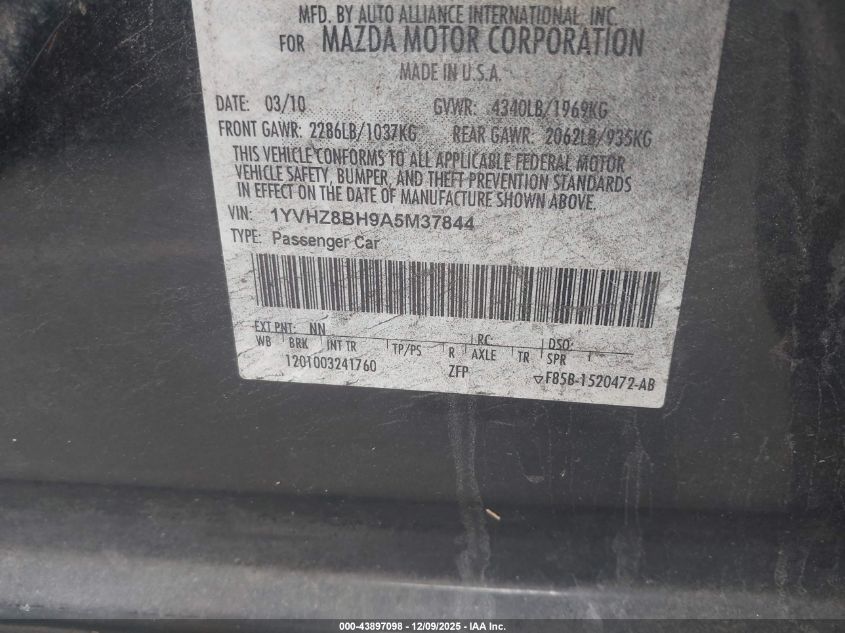 MFD. BY AUTO ALLIANCE INTERNATIONAL, INC.
FOR MAZDA MOTOR CORPORATION
MADE IN U.S.A.
DATE: 03/10 GVWR: 4340LB/1969KG
FRONT GAWR: 2286LB/1037KG REAR GAWR: 2062LB/935KG
THIS VEHICLE CONFORMS TO ALL APPLICABLE FEDERAL MOTOR
VEHICLE SAFETY, BUMPER, AND THEFT PREVENTION STANDARDS
IN EFFECT ON THE DATE OF MANUFACTURE SHOWN ABOVE.
VIN: 1YVHZ8BH9A5M37844
TYPE: Passenger Car
EXT PNT: NN RC: DSO:
WB BRK INT TR TP/PS R AXLE TR SPR
1201003241760 ZFP ▽F85B-1520472-AB
000-43897098 - 12/09/2025 - IAA Inc.